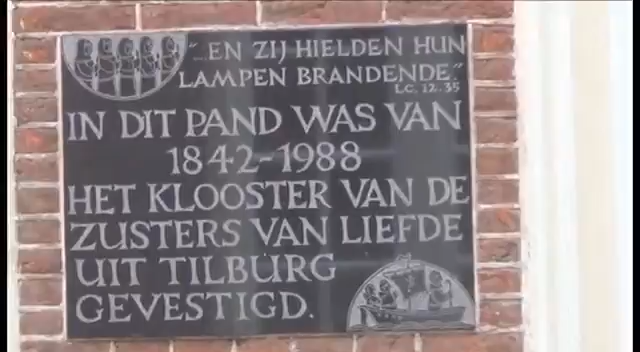 "..EN ZIJ HIELDEN HUN
LAMPEN BRANDENDE."
LC. 12.35
IN DIT PAND WAS VAN
1842-1988
HET KLOOSTER VAN DE
ZUSTERS VAN LIEFDE
UIT TILBURG
GEVESTIGD.